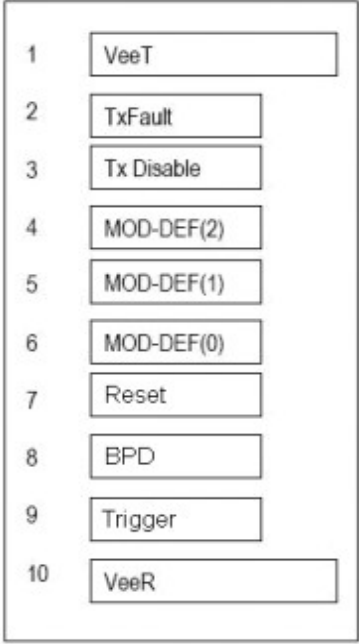 1 VeeT
2 TxFault
3 Tx Disable
4 MOD-DEF(2)
5 MOD-DEF(1)
6 MOD-DEF(0)
7 Reset
8 BPD
9 Trigger
10 VeeR